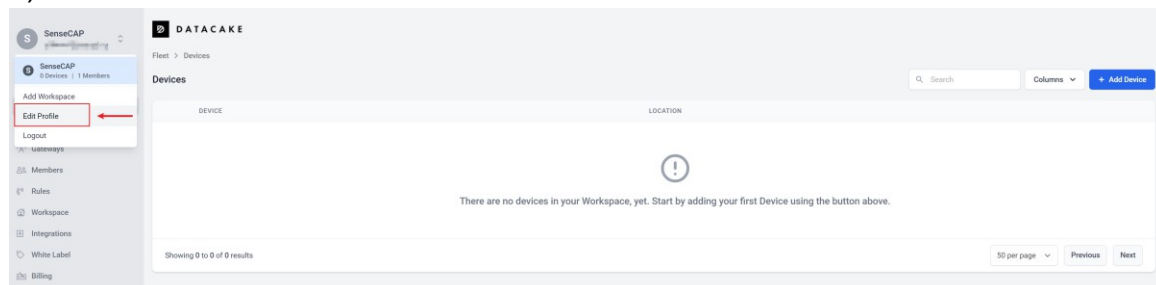 S
SenseCAP
DATACAKE
Fleet > Devices
S
SenseCAP
0 Devices | 1 Members
Devices
Search
Columns
+ Add Device
Add Workspace
DEVICE
LOCATION
Edit Profile
Logout
Gateways
Members
Rules
There are no devices in your Workspace, yet. Start by adding your first Device using the button above.
Workspace
Integrations
White Label
Showing 0 to 0 of 0 results
50 per page
Previous
Next
Billing